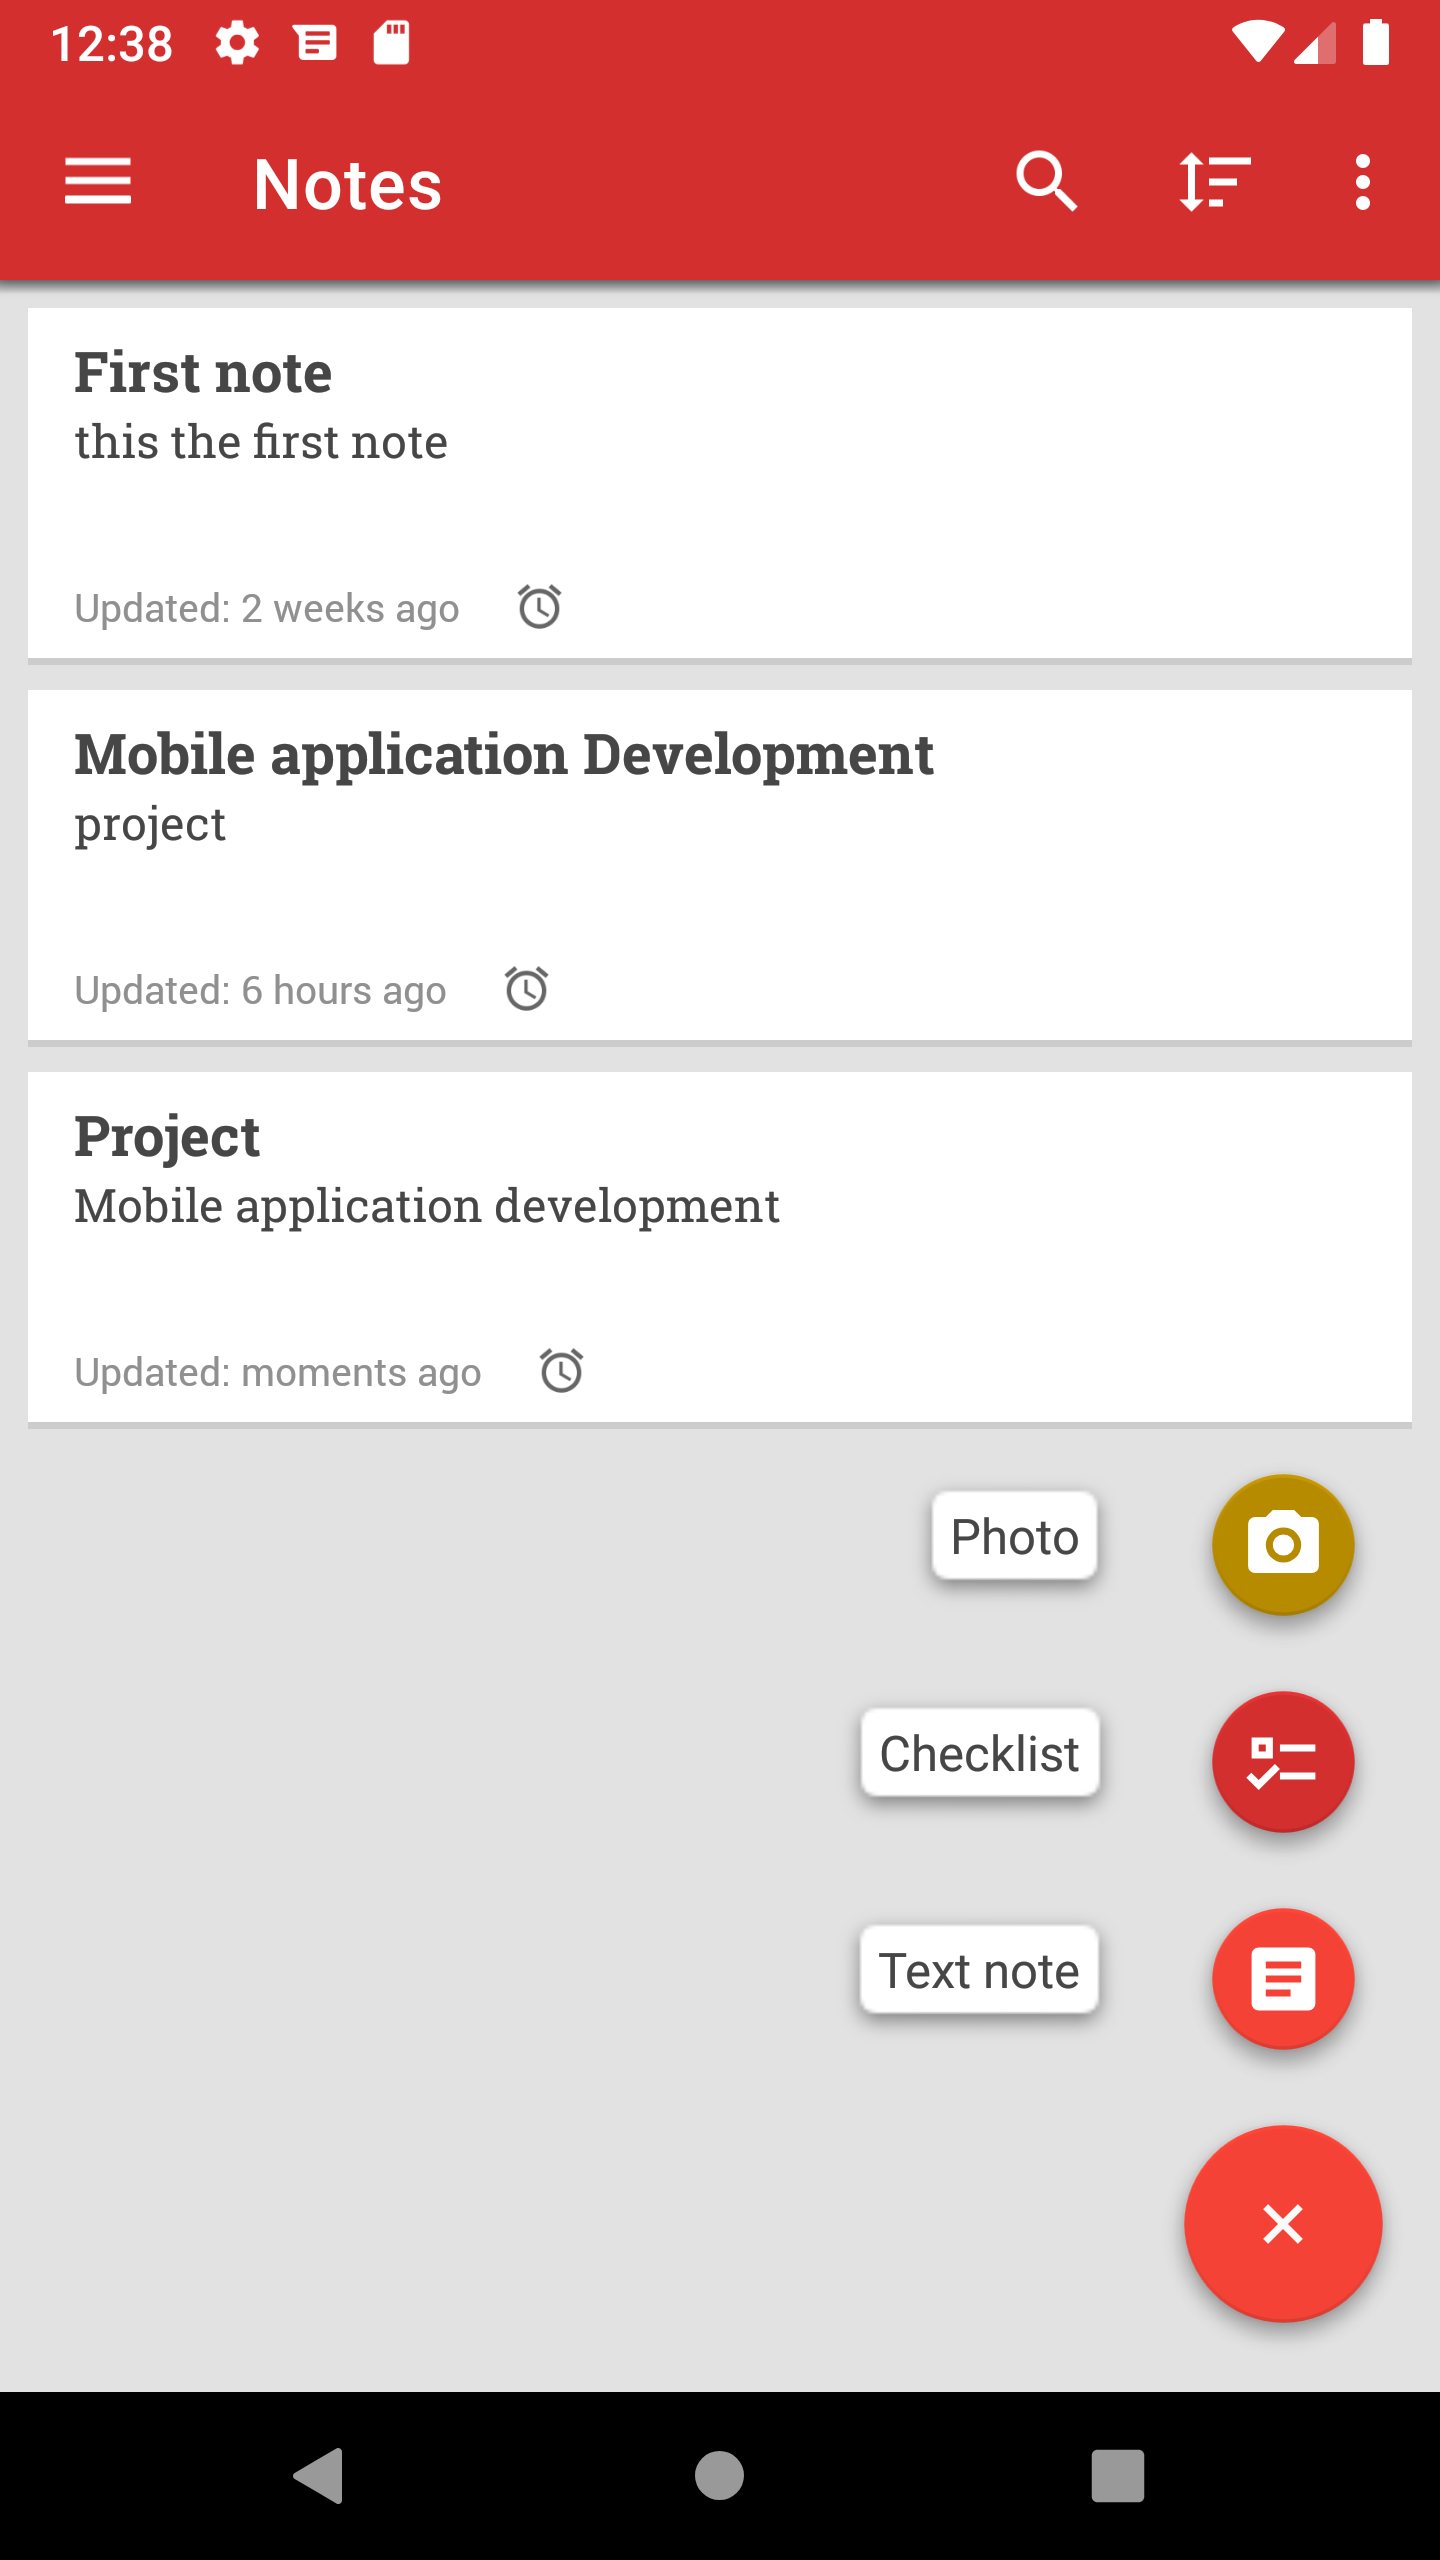 12:38
Notes
First note
this the first note
Updated: 2 weeks ago
Mobile application Development
project
Updated: 6 hours ago
Project
Mobile application development
Updated: moments ago
Photo
Checklist
Text note